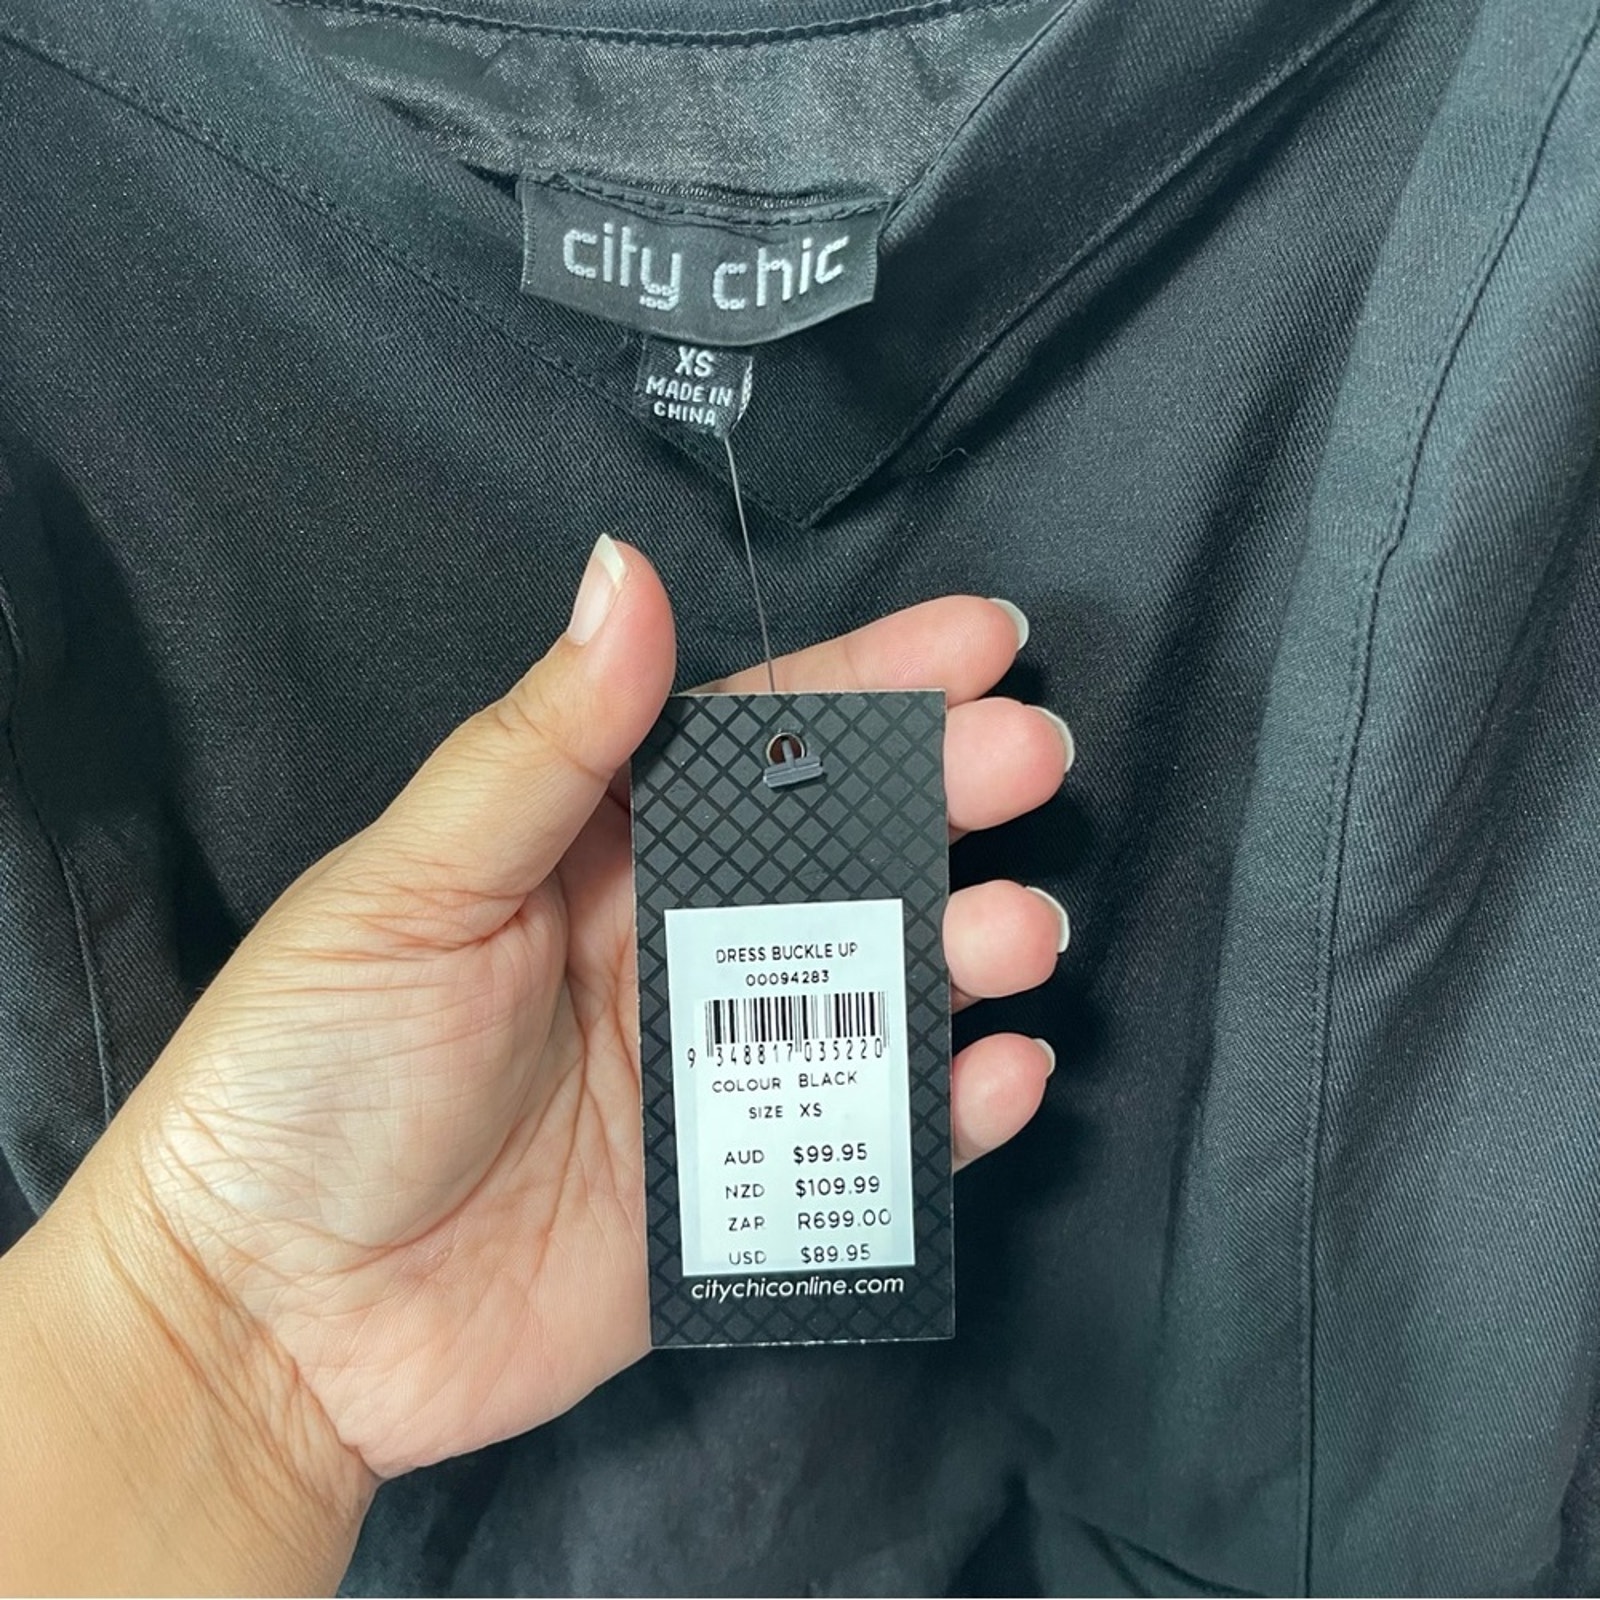 city chic
XS
MADE IN
CHINA
DRESS BUCKLE UP
00094283
9 348817 035220
COLOUR BLACK
SIZE XS
AUD $99.95
NZD $109.99
ZAR R699.00
USD $89.95
citychiconline.com